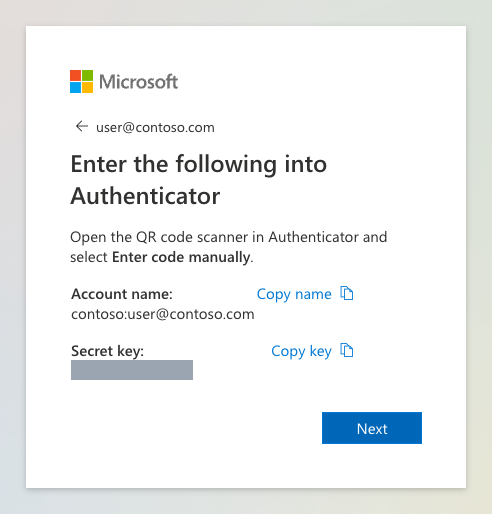 Microsoft
user@contoso.com
Enter the following into
Authenticator
Open the QR code scanner in Authenticator and
select Enter code manually.
Account name: Copy name
contoso:user@contoso.com
Secret key: Copy key
Next